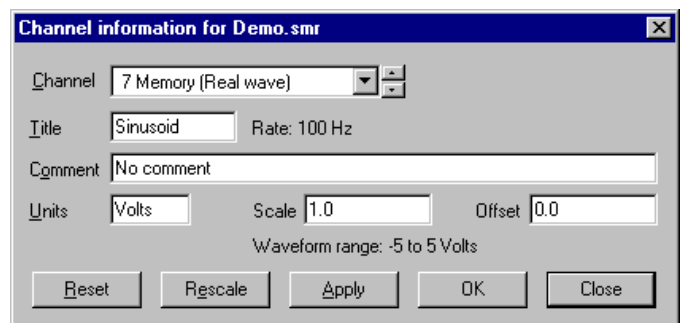 Channel information for Demo.smr
Channel 7 Memory (Real wave)
Title Sinusoid Rate: 100 Hz
Comment No comment
Units Volts Scale 1.0 Offset 0.0
Waveform range: -5 to 5 Volts
Reset Rescale Apply OK Close